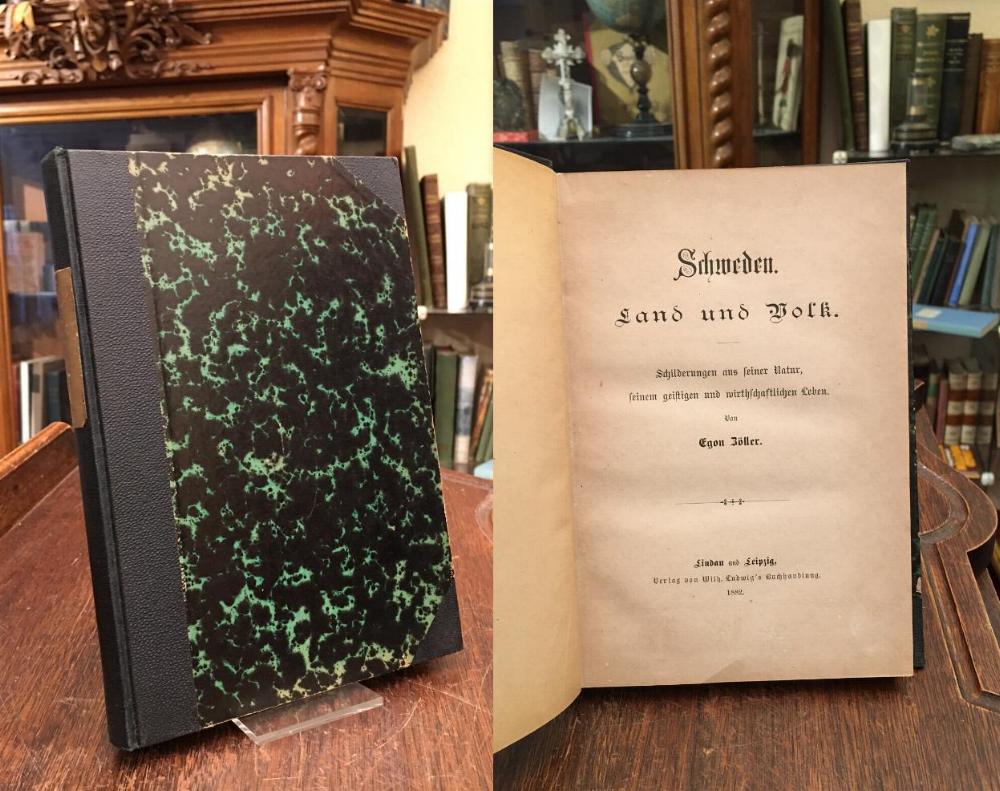 Schweden.
Land und Volk.
Schilderungen aus seiner Natur,
seinem geistigen und wirthschaftlichen Leben.
Von
Egon Zöller.
Lindau und Leipzig,
Verlag von Wilh. Ludwig's Buchhandlung.
1882.